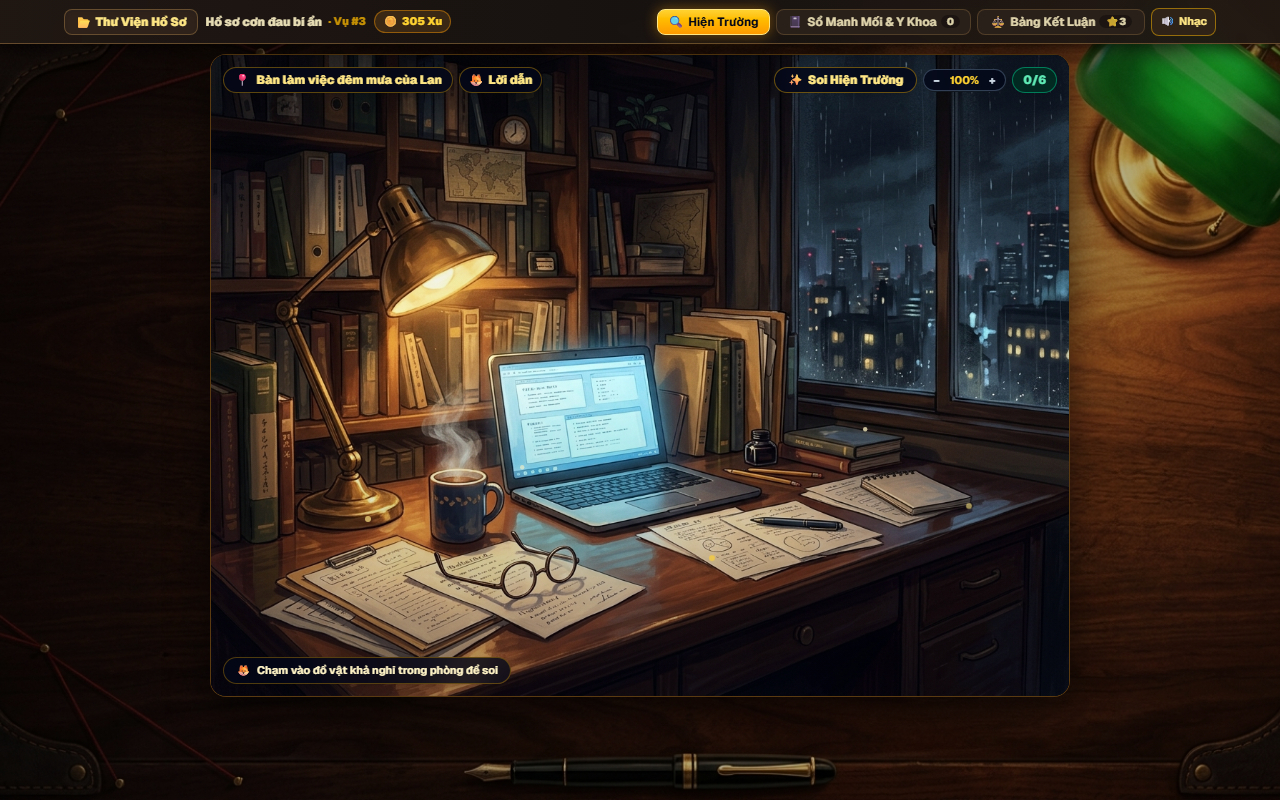 Thư Viện Hồ Sơ
Hồ sơ cơn đau bí ẩn · Vụ #3
305 Xu
Hiện Trường
Sổ Manh Mối & Y Khoa 0
Bảng Kết Luận ⭐3
Nhạc
Bàn làm việc đêm mưa của Lan
Lời dẫn
Soi Hiện Trường
− 100% +
0/6
Chạm vào đồ vật khả nghi trong phòng để soi